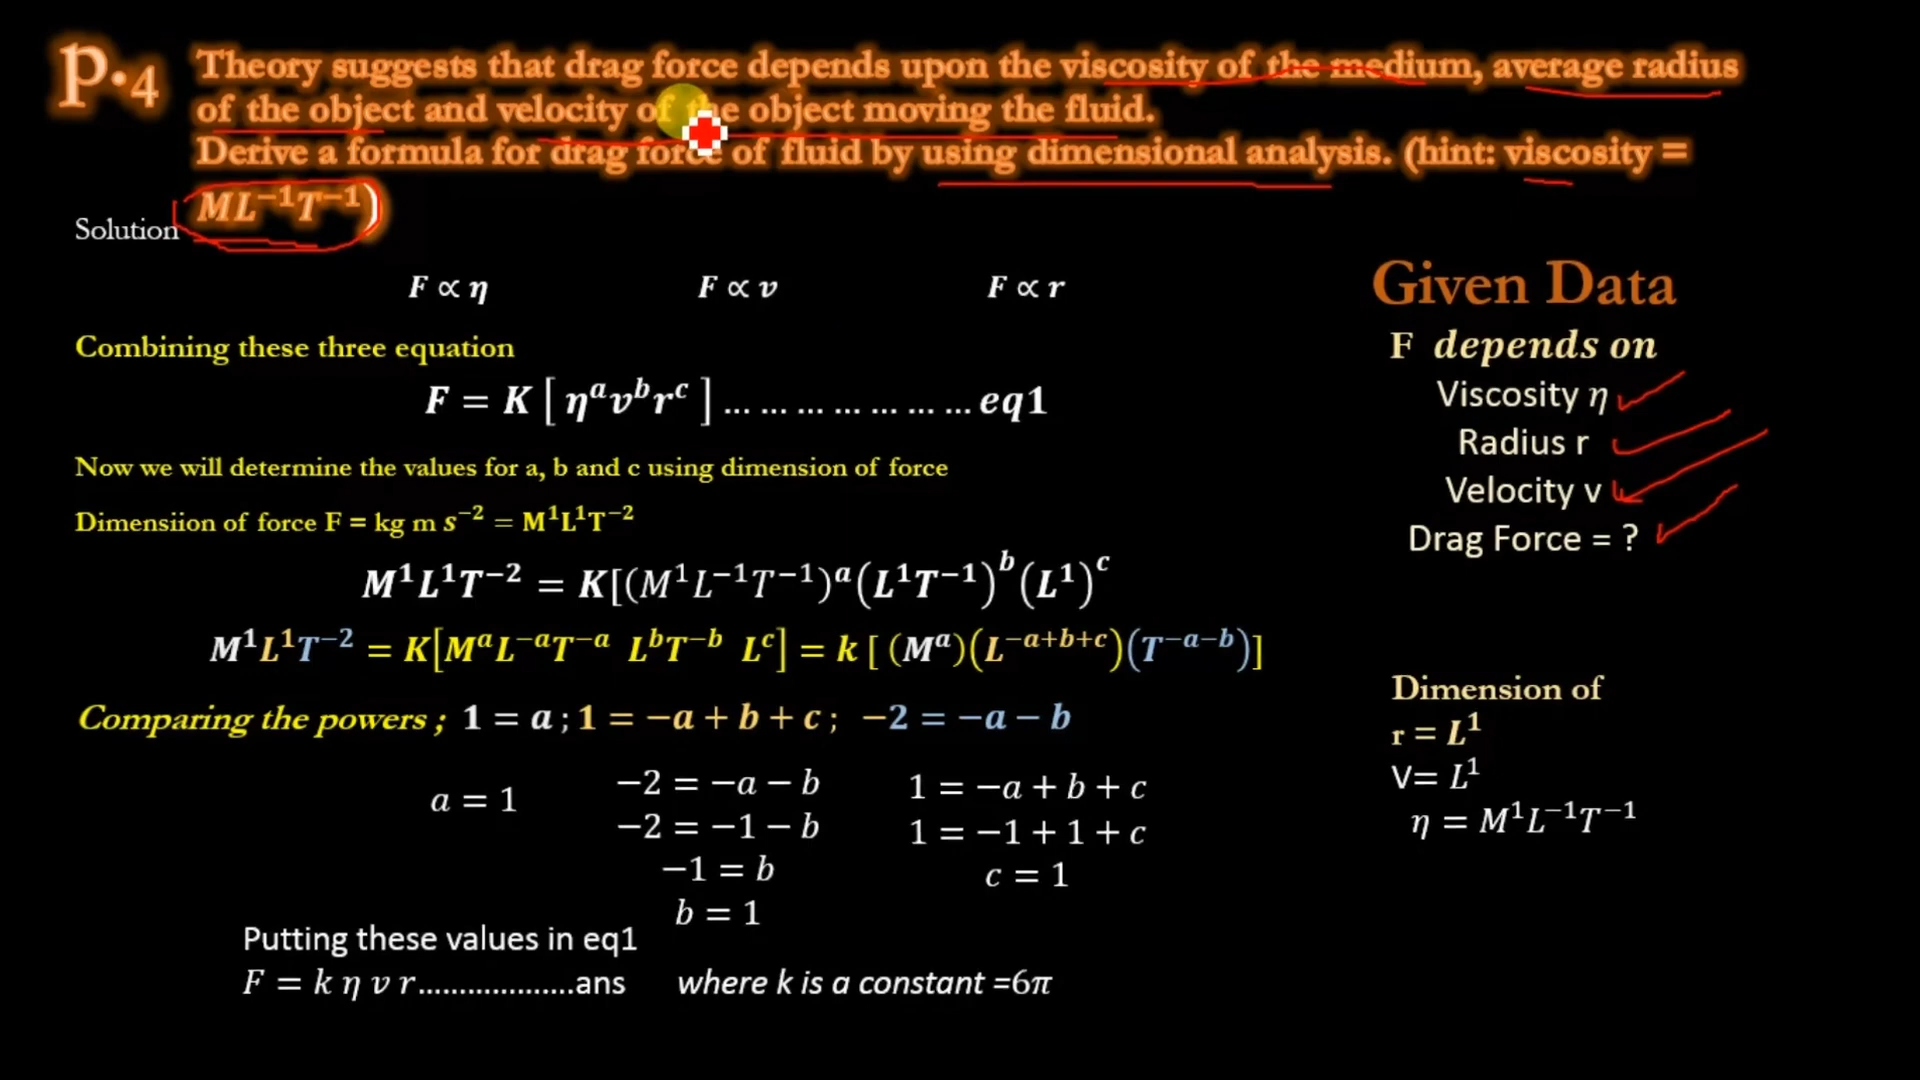 p.4
Theory suggests that drag force depends upon the viscosity of the medium, average radius
of the object and velocity of the object moving the fluid.
Derive a formula for drag force of fluid by using dimensional analysis. (hint: viscosity =
ML⁻¹T⁻¹)
Solution
F ∝ η F ∝ v F ∝ r
Combining these three equation
F = K [ ηᵃvᵇrᶜ ] … … … … … … … eq1
Now we will determine the values for a, b and c using dimension of force
Dimensiion of force F = kg m s⁻² = M¹L¹T⁻²
M¹L¹T⁻² = K[(M¹L⁻¹T⁻¹)ᵃ(L¹T⁻¹)ᵇ(L¹)ᶜ
M¹L¹T⁻² = K[MᵃL⁻ᵃT⁻ᵃ LᵇT⁻ᵇ Lᶜ] = k [ (Mᵃ)(L⁻ᵃ⁺ᵇ⁺ᶜ)(T⁻ᵃ⁻ᵇ)]
Comparing the powers ; 1 = a ; 1 = −a + b + c ; −2 = −a − b
a = 1
−2 = −a − b
−2 = −1 − b
−1 = b
b = 1
1 = −a + b + c
1 = −1 + 1 + c
c = 1
Putting these values in eq1
F = k η v r...................ans where k is a constant =6π
Given Data
F depends on
Viscosity η
Radius r
Velocity v
Drag Force = ?
Dimension of
r = L¹
V= L¹
η = M¹L⁻¹T⁻¹